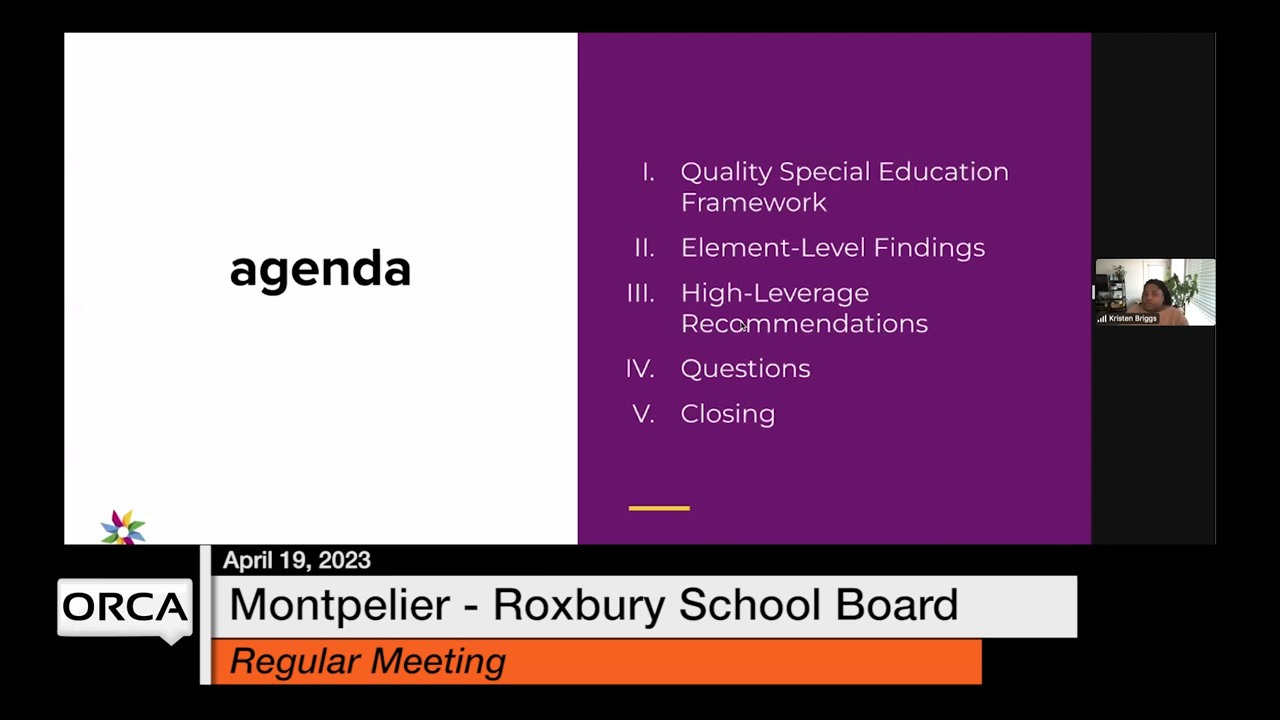 agenda
I. Quality Special Education
Framework
II. Element-Level Findings
III. High-Leverage
Recommendations
IV. Questions
V. Closing
Kristen Briggs
April 19, 2023
ORCA
Montpelier - Roxbury School Board
Regular Meeting